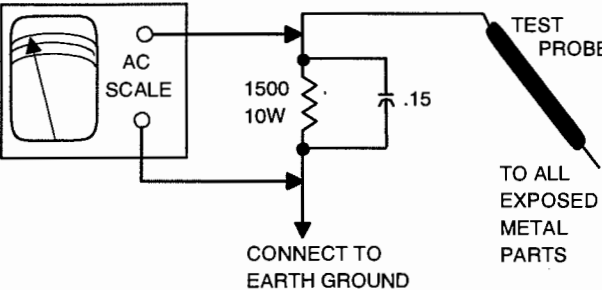 AC
SCALE
1500
10W
.15
TEST
PROBE
TO ALL
EXPOSED
METAL
PARTS
CONNECT TO
EARTH GROUND